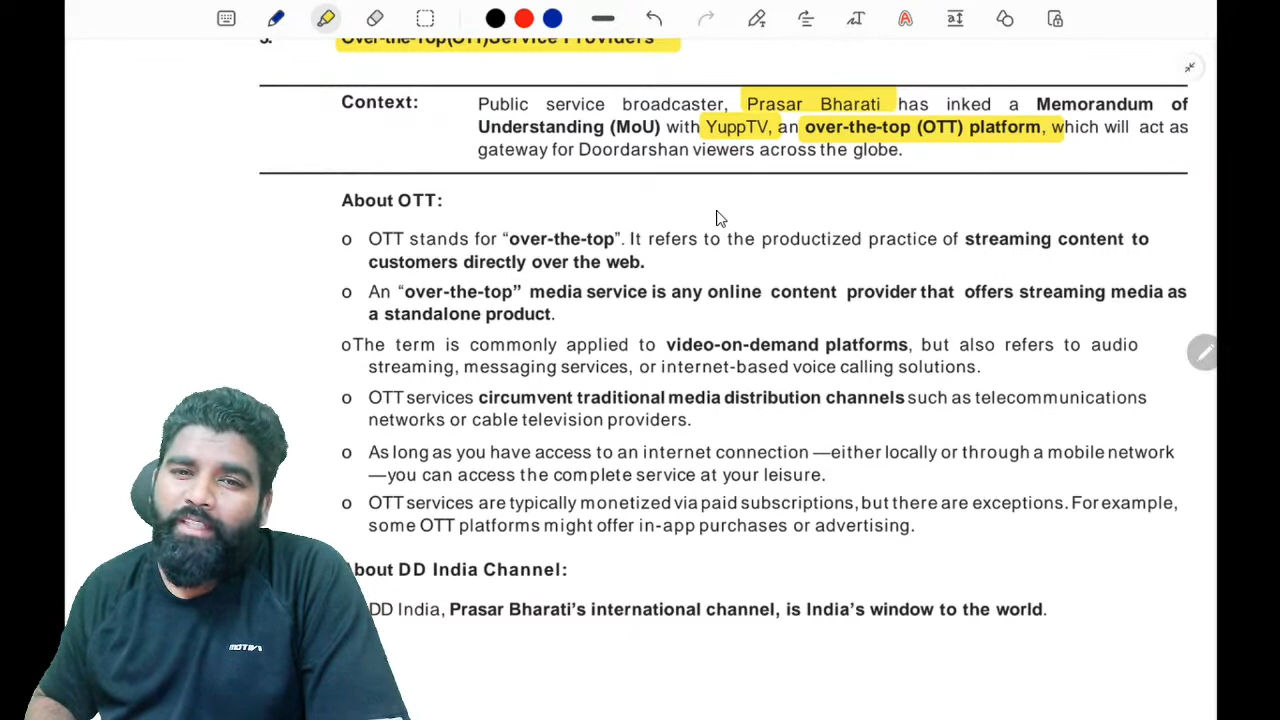 5. Over-the-Top(OTT)Service Providers
Context: Public service broadcaster, Prasar Bharati has inked a Memorandum of
Understanding (MoU) with YuppTV, an over-the-top (OTT) platform, which will act as
gateway for Doordarshan viewers across the globe.
About OTT:
o OTT stands for “over-the-top”. It refers to the productized practice of streaming content to
customers directly over the web.
o An “over-the-top” media service is any online content provider that offers streaming media as
a standalone product.
oThe term is commonly applied to video-on-demand platforms, but also refers to audio
streaming, messaging services, or internet-based voice calling solutions.
o OTT services circumvent traditional media distribution channels such as telecommunications
networks or cable television providers.
o As long as you have access to an internet connection —either locally or through a mobile network
—you can access the complete service at your leisure.
o OTT services are typically monetized via paid subscriptions, but there are exceptions. For example,
some OTT platforms might offer in-app purchases or advertising.
bout DD India Channel:
DD India, Prasar Bharati’s international channel, is India’s window to the world.